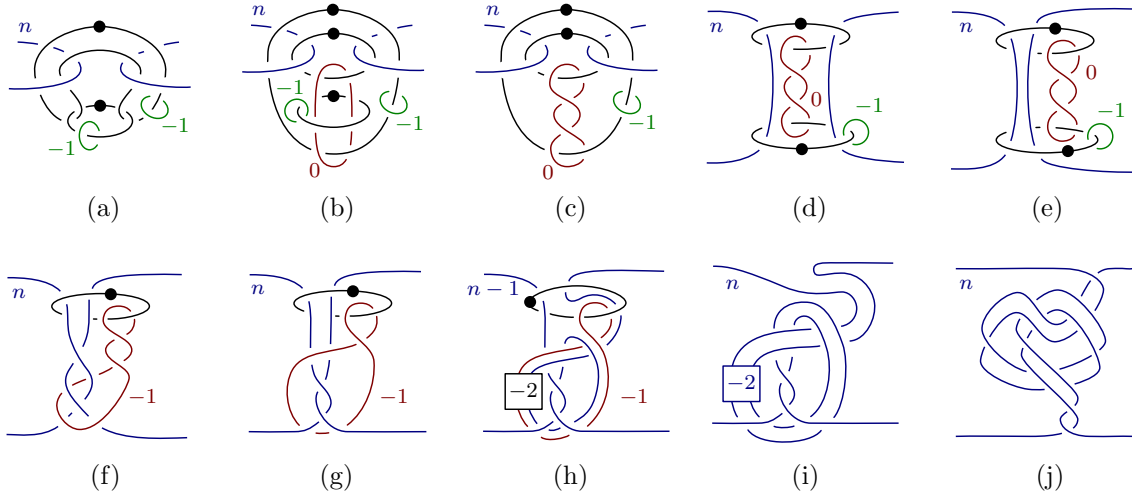 n n n n n
-1 -1 -1 -1 0 -1 0 0 -1 0 -1
(a) (b) (c) (d) (e)
n n n - 1 n n
-1 -1 -2 -1 -2
(f) (g) (h) (i) (j)